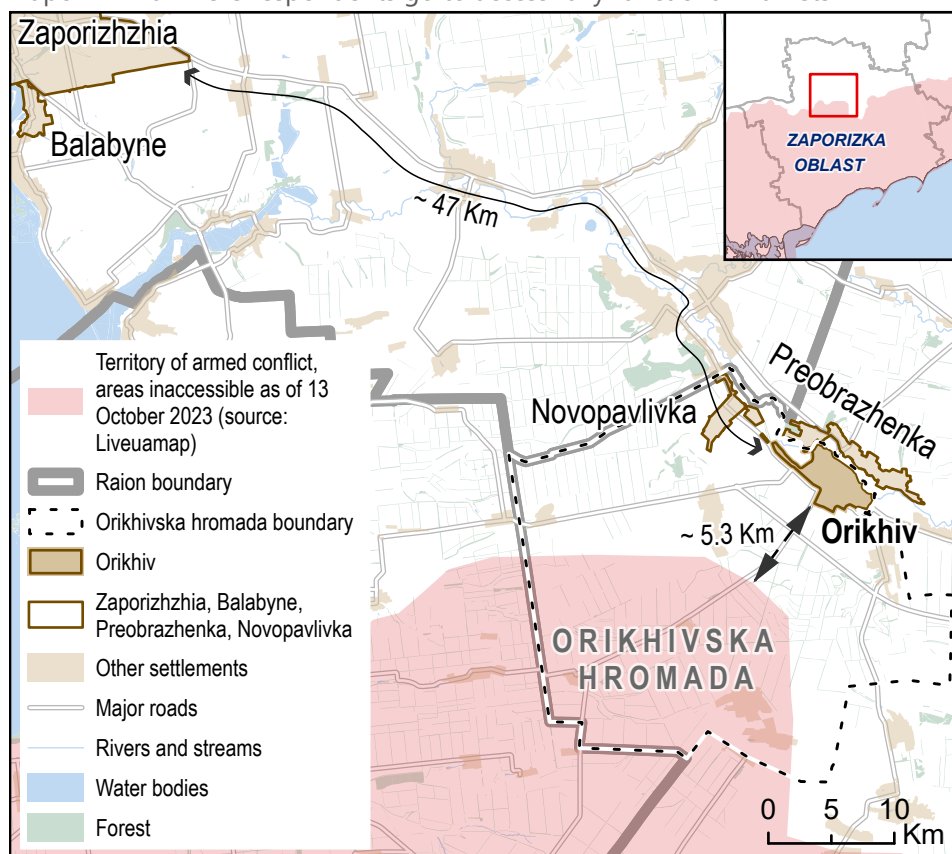 Zaporizhzhia
Balabyne
~ 47 Km
ZAPORIZKA
OBLAST
Preobrazhenka
Novopavlivka
Orikhiv
~ 5.3 Km
ORIKHIVSKA
HROMADA
Territory of armed conflict,
areas inaccessible as of 13
October 2023 (source:
Liveuamap)
Raion boundary
Orikhivska hromada boundary
Orikhiv
Zaporizhzhia, Balabyne,
Preobrazhenka, Novopavlivka
Other settlements
Major roads
Rivers and streams
Water bodies
Forest
0 5 10
Km